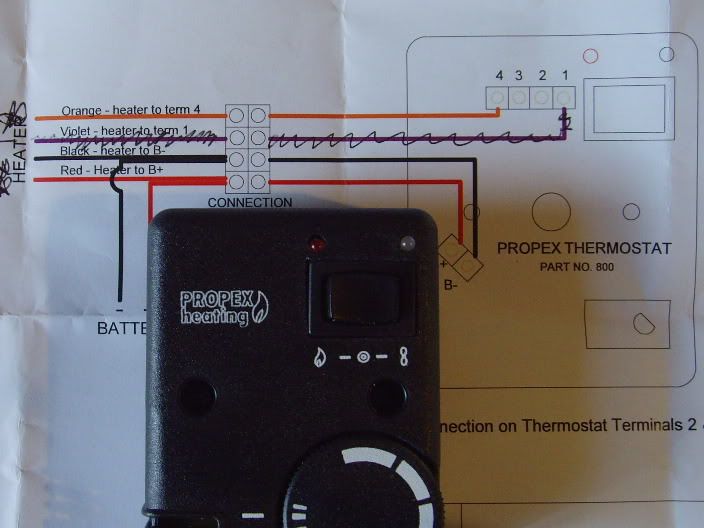 4 3 2 1
Orange - heater to term 4
Violet - heater to term 1
Black - heater to B-
Red - Heater to B+
HEATER
CONNECTION
PROPEX THERMOSTAT
PART NO. 800
+
B-
BATTE
PROPEX
heating
nection on Thermostat Terminals 2